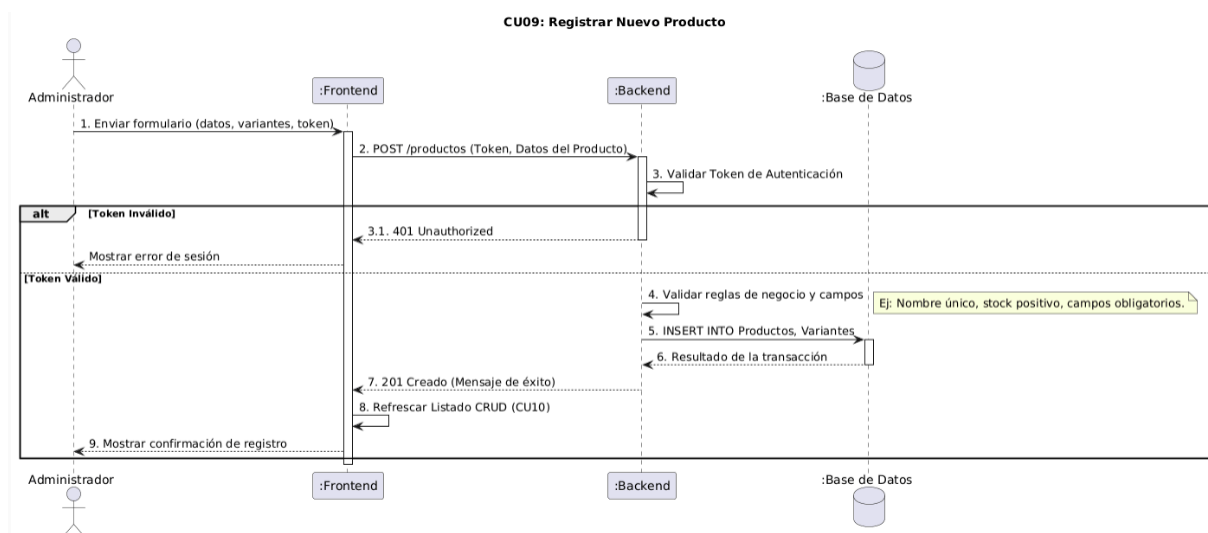 CU09: Registrar Nuevo Producto
Administrador
:Frontend
:Backend
:Base de Datos
1. Enviar formulario (datos, variantes, token)
2. POST /productos (Token, Datos del Producto)
3. Validar Token de Autenticación
alt
[Token Inválido]
3.1. 401 Unauthorized
Mostrar error de sesión
[Token Válido]
4. Validar reglas de negocio y campos
Ej: Nombre único, stock positivo, campos obligatorios.
5. INSERT INTO Productos, Variantes
6. Resultado de la transacción
7. 201 Creado (Mensaje de éxito)
8. Refrescar Listado CRUD (CU10)
9. Mostrar confirmación de registro
Administrador
:Frontend
:Backend
:Base de Datos